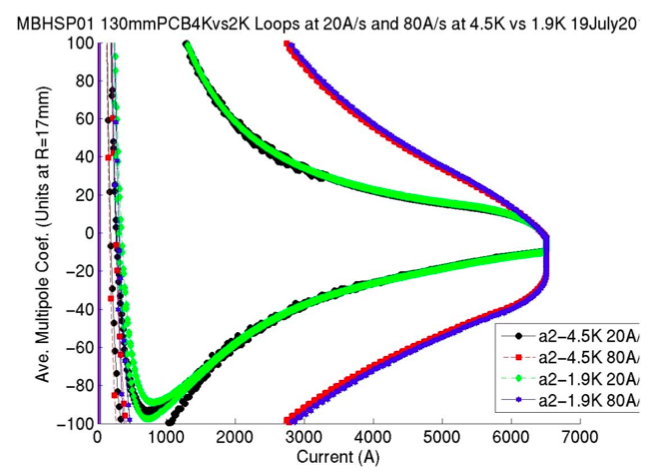 MBHSP01 130mmPCB4Kvs2K Loops at 20A/s and 80A/s at 4.5K vs 1.9K 19July20
Ave. Multipole Coef. (Units at R=17mm)
100
80
60
40
20
0
−20
−40
−60
−80
−100
a2−4.5K 20A/
a2−4.5K 80A/
a2−1.9K 20A/
a2−1.9K 80A/
0 1000 2000 3000 4000 5000 6000 7000
Current (A)